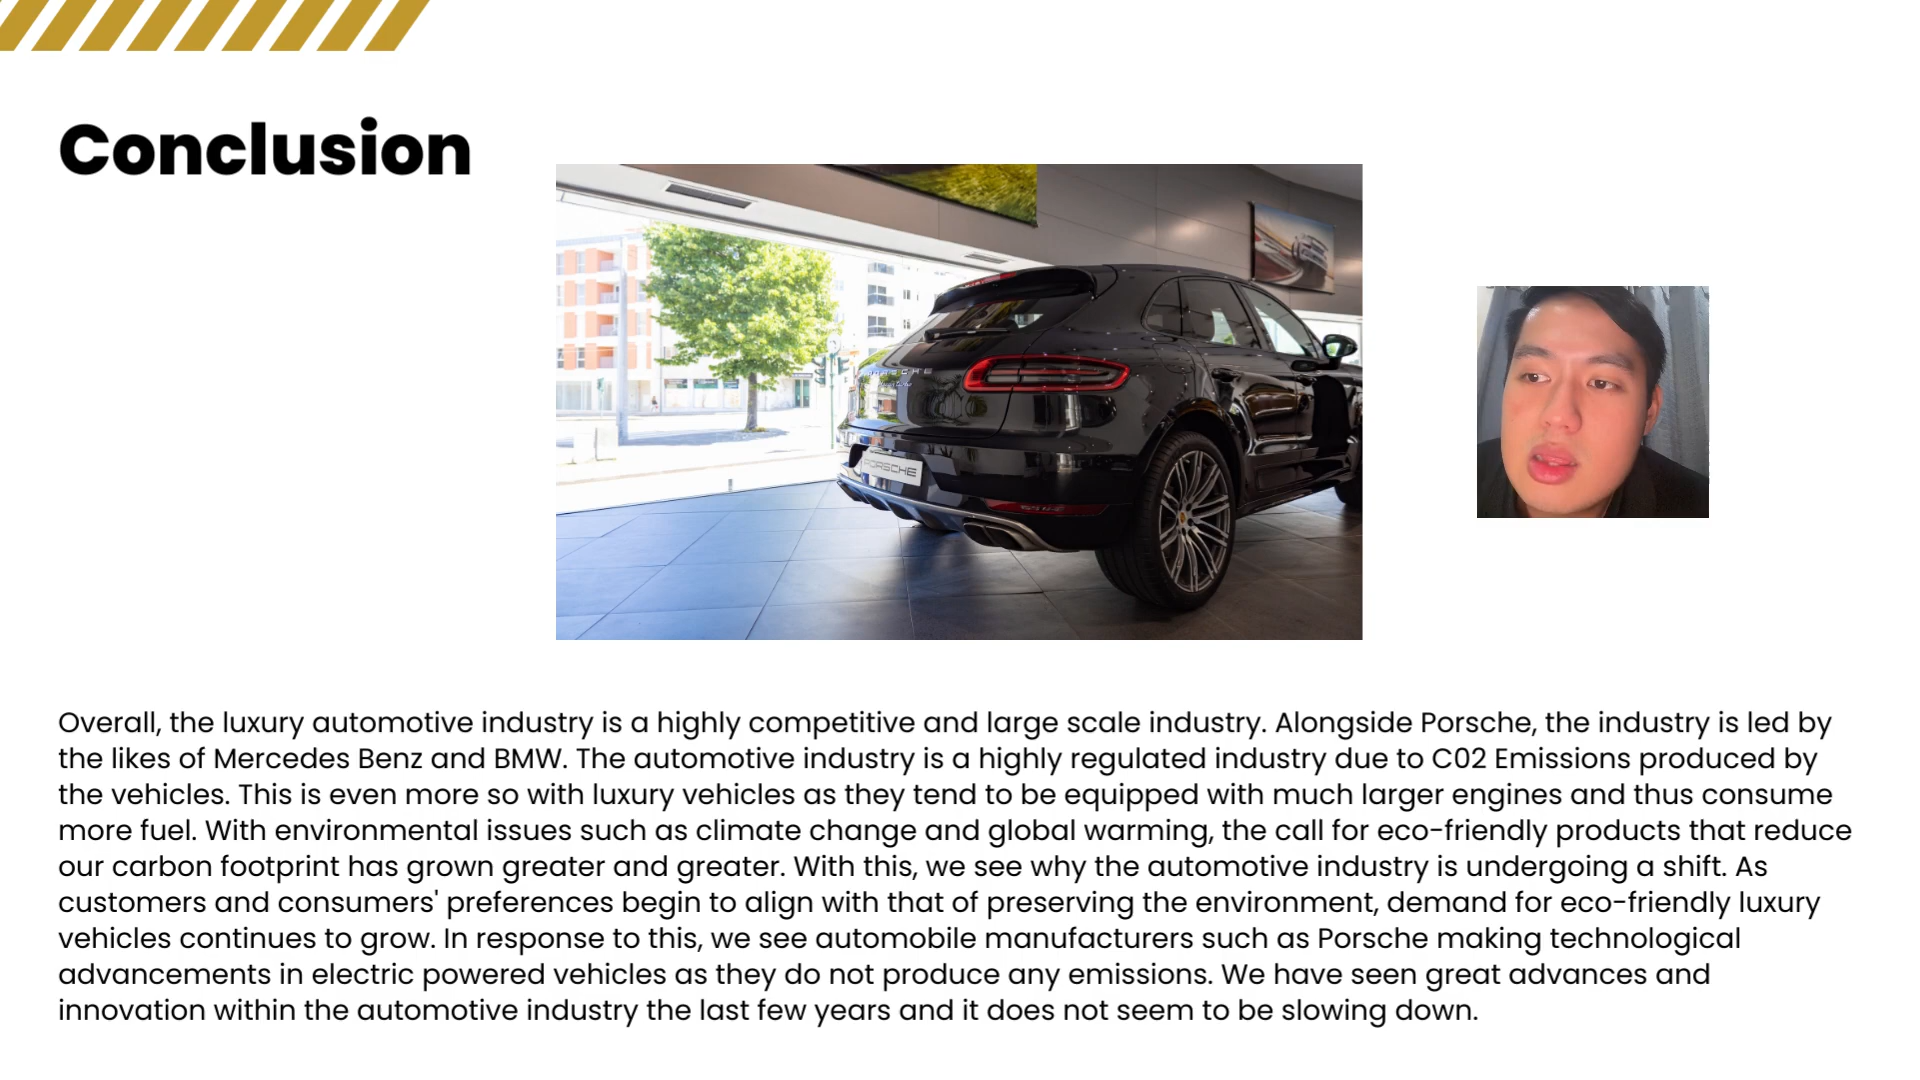 Conclusion
PORSCHE
PORSCHE
Overall, the luxury automotive industry is a highly competitive and large scale industry. Alongside Porsche, the industry is led by
the likes of Mercedes Benz and BMW. The automotive industry is a highly regulated industry due to C02 Emissions produced by
the vehicles. This is even more so with luxury vehicles as they tend to be equipped with much larger engines and thus consume
more fuel. With environmental issues such as climate change and global warming, the call for eco-friendly products that reduce
our carbon footprint has grown greater and greater. With this, we see why the automotive industry is undergoing a shift. As
customers and consumers' preferences begin to align with that of preserving the environment, demand for eco-friendly luxury
vehicles continues to grow. In response to this, we see automobile manufacturers such as Porsche making technological
advancements in electric powered vehicles as they do not produce any emissions. We have seen great advances and
innovation within the automotive industry the last few years and it does not seem to be slowing down.